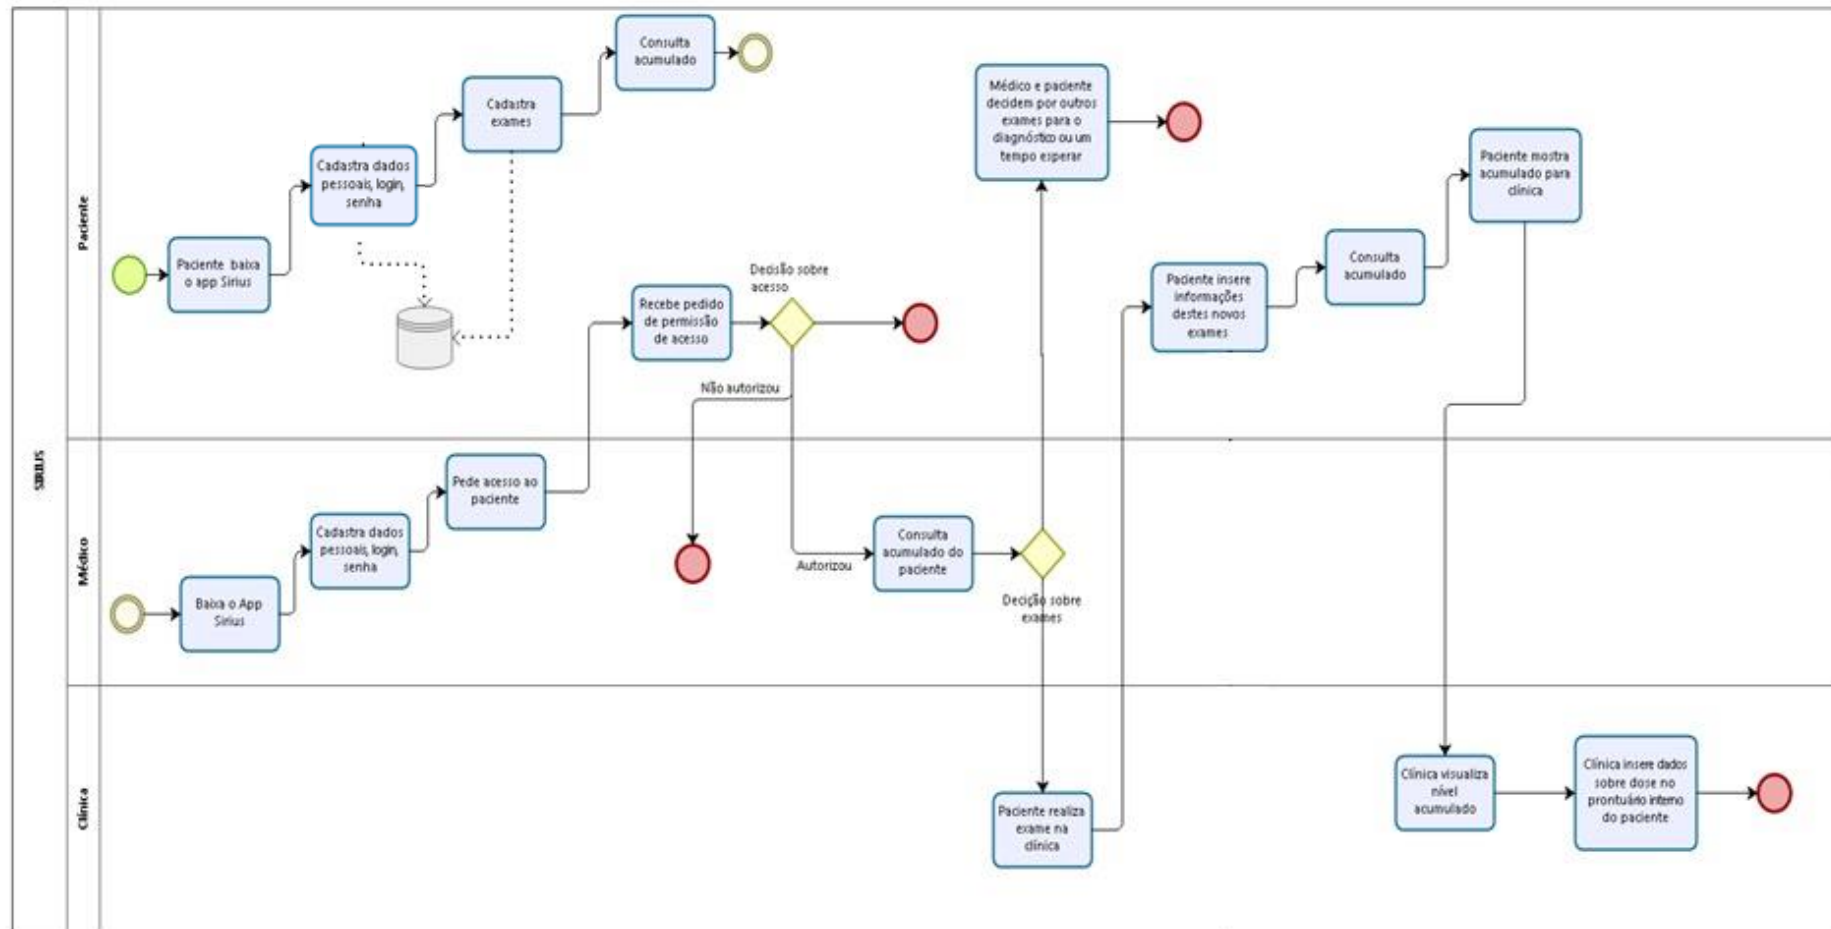 SIRIUS
Paciente
Médico
Clínica
Paciente baixa
o app Sirius
Cadastra dados
pessoais, login,
senha
Cadastra
exames
Consulta
acumulado
Recebe pedido
de permissão
de acesso
Decisão sobre
acesso
Não autorizou
Autorizou
Médico e paciente
decidem por outros
exames para o
diagnóstico ou um
tempo esperar
Paciente insere
informações
destes novos
exames
Consulta
acumulado
Paciente mostra
acumulado para
clínica
Baixa o App
Sirius
Cadastra dados
pessoais, login,
senha
Pede acesso ao
paciente
Consulta
acumulado do
paciente
Decição sobre
exames
Paciente realiza
exame na
clínica
Clínica visualiza
nível
acumulado
Clínica insere dados
sobre dose no
prontuário interno
do paciente